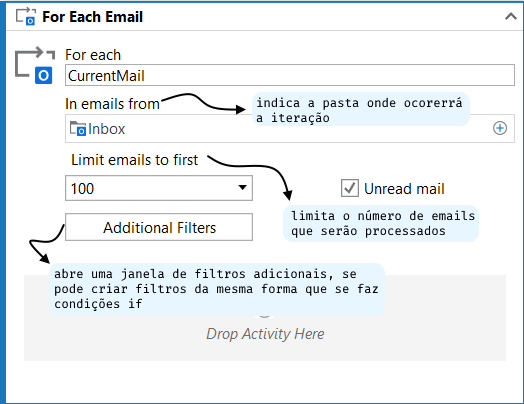 For Each Email
For each
CurrentMail
In emails from
indica a pasta onde ocorerrá
a iteração
Inbox
Limit emails to first
100
Unread mail
limita o número de emails
que serão processados
Additional Filters
abre uma janela de filtros adicionais, se
pode criar filtros da mesma forma que se faz
condições if
Drop Activity Here